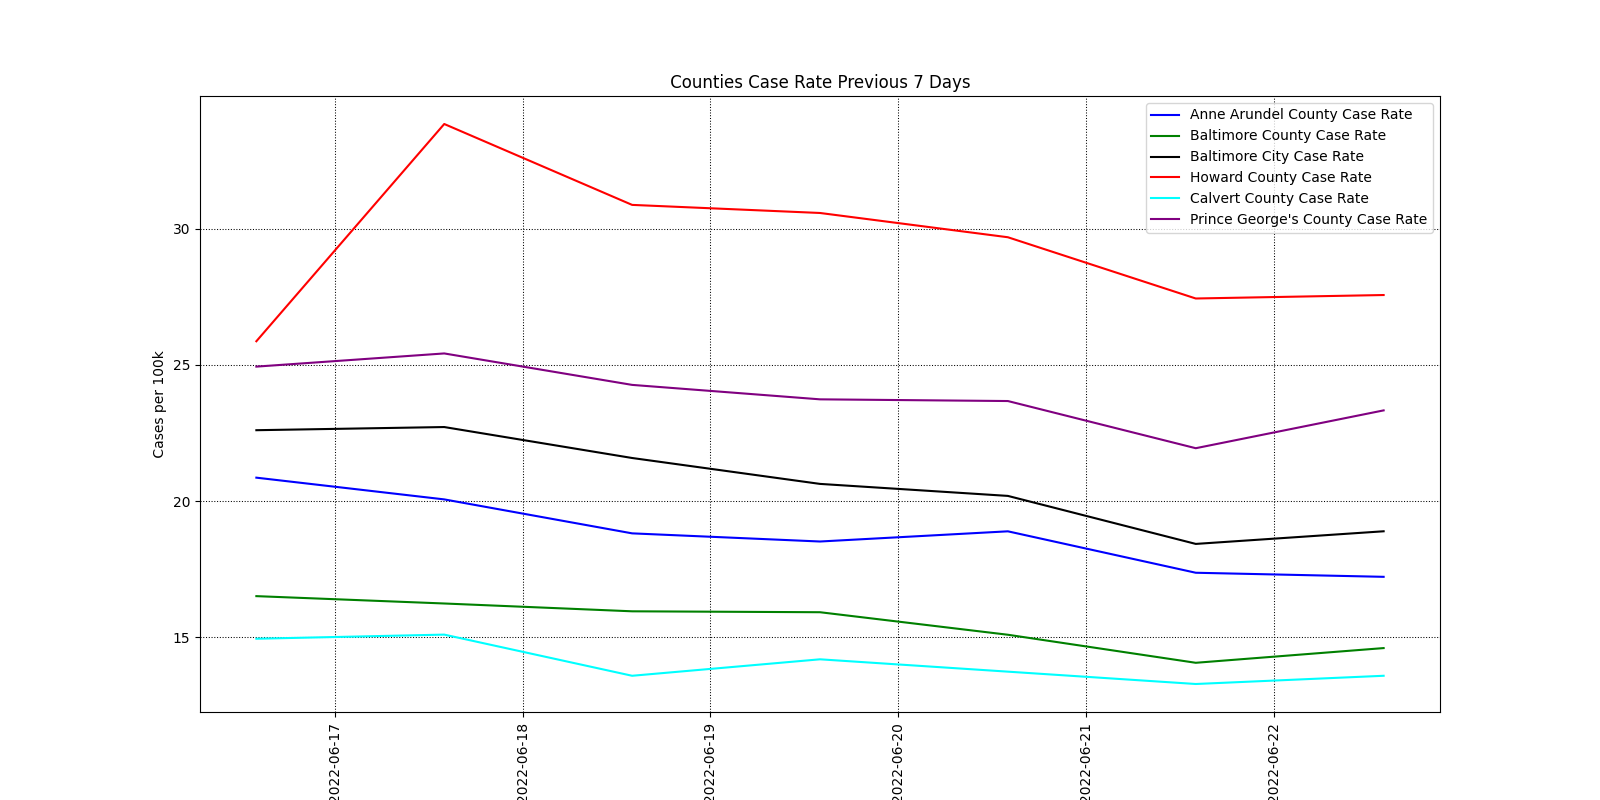 Counties Case Rate Previous 7 Days
Anne Arundel County Case Rate
Baltimore County Case Rate
Baltimore City Case Rate
Howard County Case Rate
Calvert County Case Rate
Prince George's County Case Rate
Cases per 100k
30
25
20
15
2022-06-17
2022-06-18
2022-06-19
2022-06-20
2022-06-21
2022-06-22